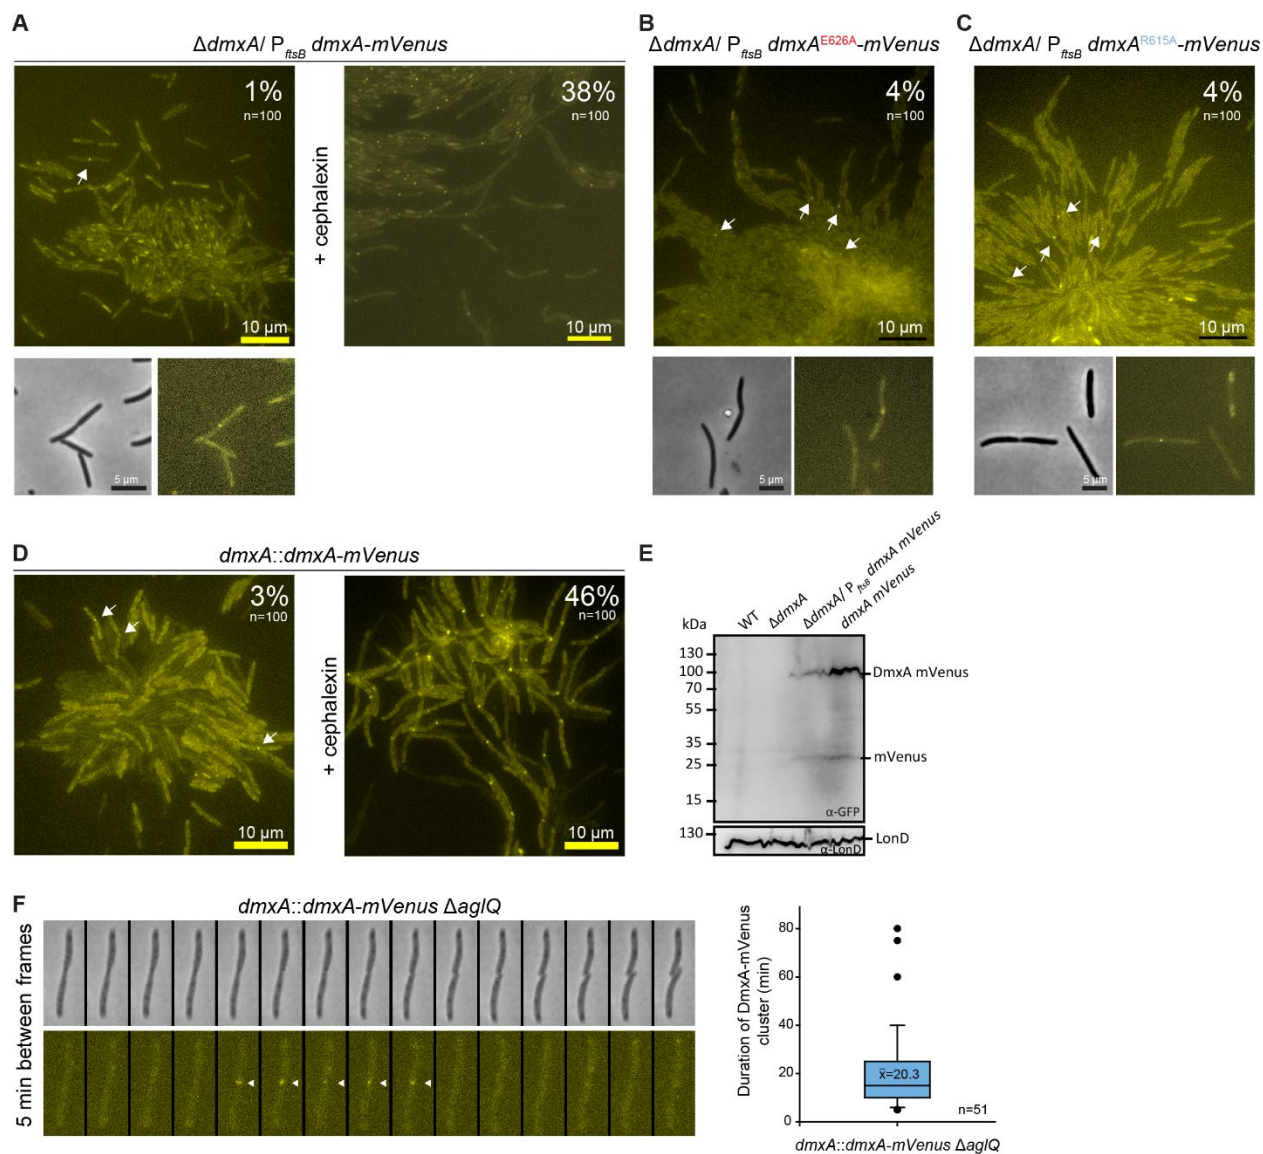 A
ΔdmxA/ PftsB dmxA-mVenus
1%
n=100
+ cephalexin
38%
n=100
10 µm
10 µm
5 µm
B
ΔdmxA/ PftsB dmxAE626A-mVenus
4%
n=100
10 µm
5 µm
C
ΔdmxA/ PftsB dmxAR615A-mVenus
4%
n=100
10 µm
5 µm
D
dmxA::dmxA-mVenus
3%
n=100
+ cephalexin
46%
n=100
10 µm
10 µm
E
WT
ΔdmxA
ΔdmxA/ PftsB dmxA mVenus
dmxA mVenus
kDa
130
100
70
55
35
25
15
DmxA mVenus
mVenus
α-GFP
130
LonD
α-LonD
F
dmxA::dmxA-mVenus ΔaglQ
5 min between frames
Duration of DmxA-mVenus
cluster (min)
80
60
40
20
0
x̄=20.3
n=51
dmxA::dmxA-mVenus ΔaglQ